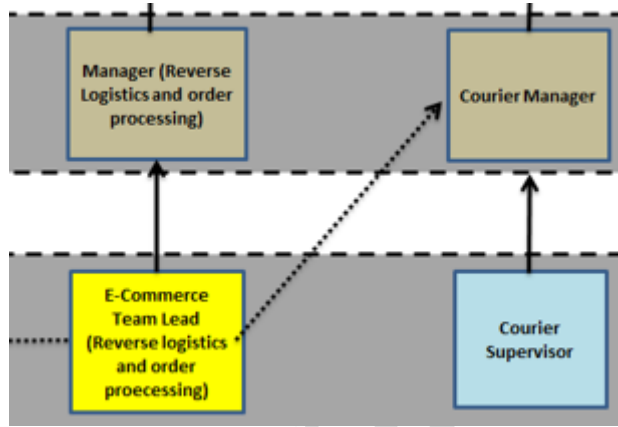 Manager (Reverse
Logistics and order
processing)
Courier Manager
E-Commerce
Team Lead
(Reverse logistics
and order
proecessing)
Courier
Supervisor